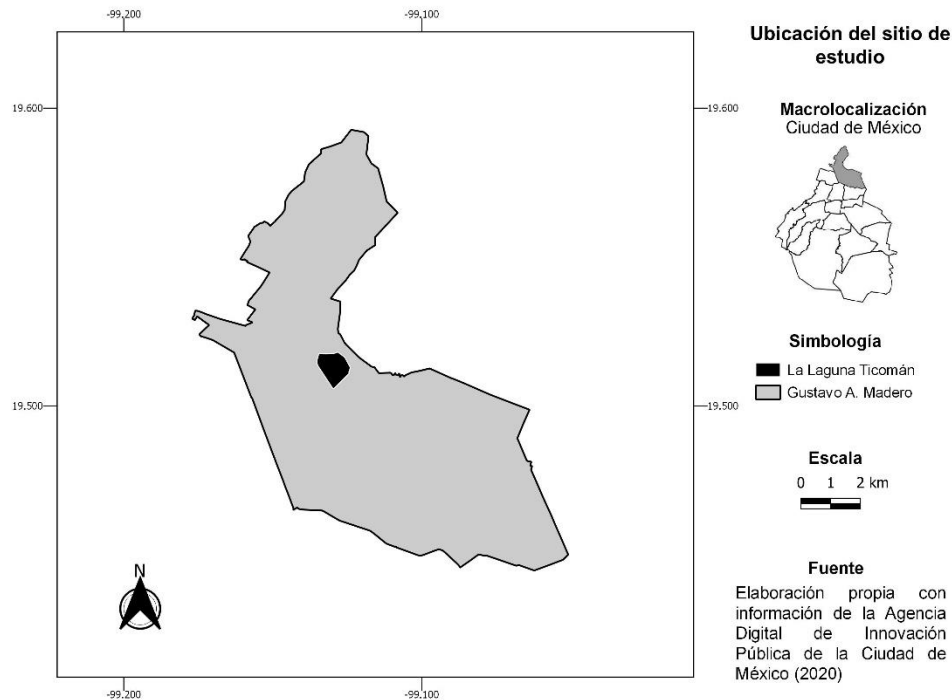 -99.200
-99.100
19.600
19.600
19.500
19.500
N
-99.200
-99.100
Ubicación del sitio de
estudio
Macrolocalización
Ciudad de México
Simbología
La Laguna Ticomán
Gustavo A. Madero
Escala
0 1 2 km
Fuente
Elaboración propia con
información de la Agencia
Digital de Innovación
Pública de la Ciudad de
México (2020)